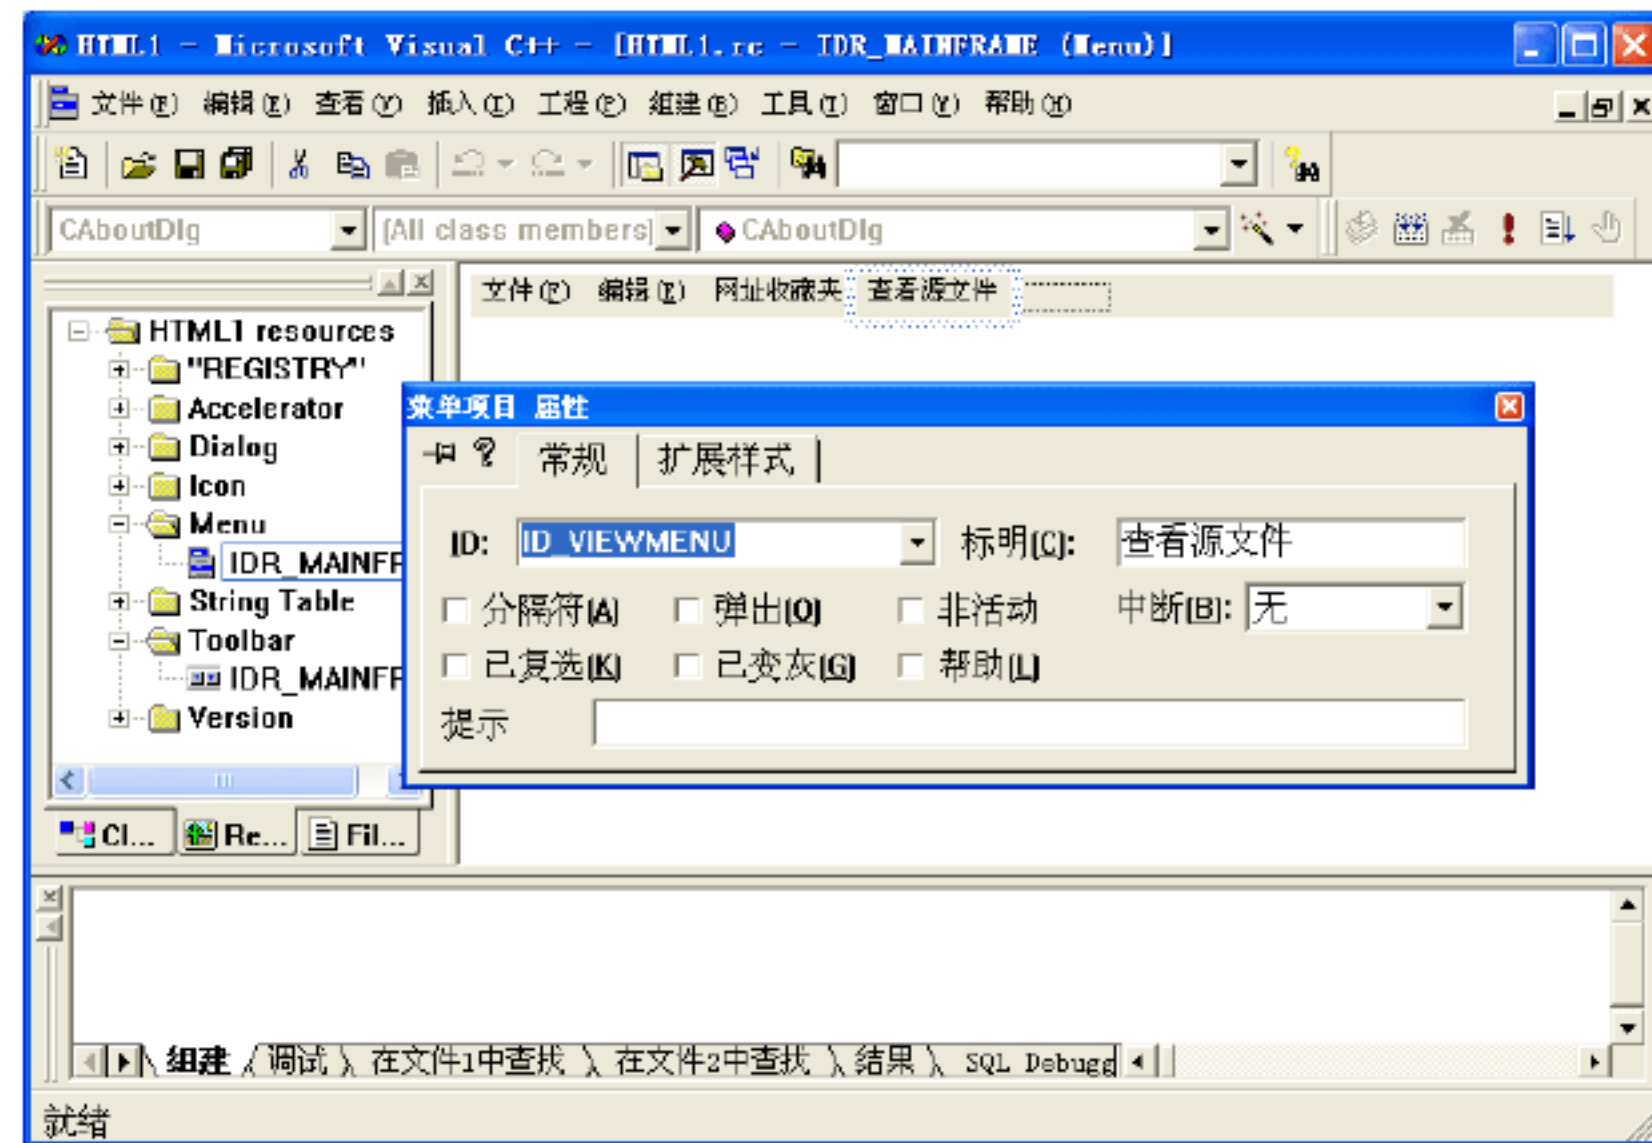 HTML1 - Microsoft Visual C++ - [HTML1.rc - IDR_MAINFRAME (Menu)]
文件(F) 编辑(E) 查看(V) 插入(I) 工程(P) 组建(B) 工具(T) 窗口(W) 帮助(H)
CAboutDlg [All class members] CAboutDlg
文件(F) 编辑(E) 网址收藏夹 查看源文件
HTML1 resources
"REGISTRY"
Accelerator
Dialog
Icon
Menu
IDR_MAINFR
String Table
Toolbar
IDR_MAINFR
Version
Cl... Re... Fil...
菜单项目 属性
常规 扩展样式
ID: ID_VIEWMENU 标明(C): 查看源文件
分隔符(A) 弹出(O) 非活动 中断(B): 无
已复选(K) 已变灰(G) 帮助(L)
提示
组建 调试 在文件1中查找 在文件2中查找 结果 SQL Debugg
就绪